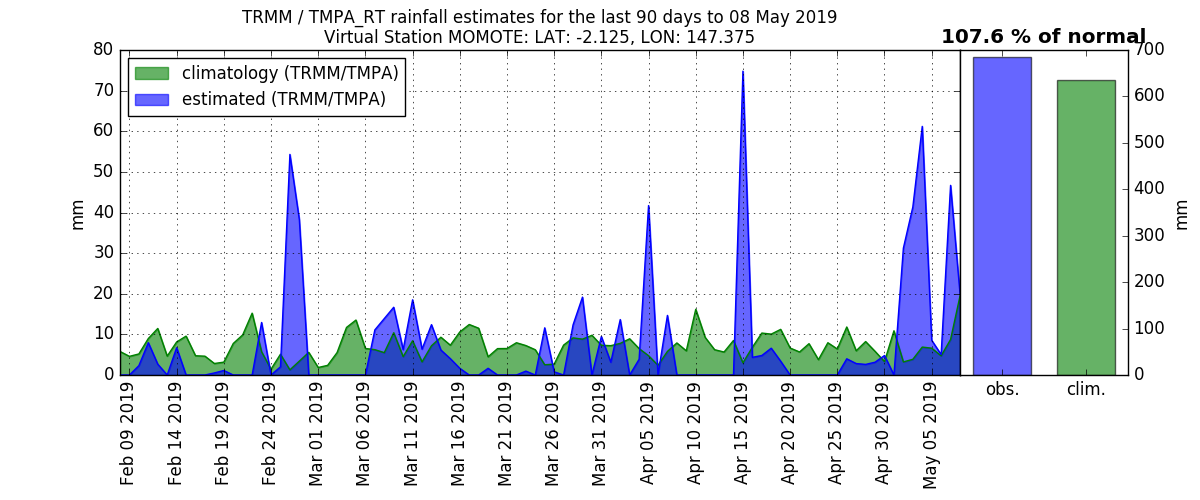 TRMM / TMPA_RT rainfall estimates for the last 90 days to 08 May 2019
Virtual Station MOMOTE: LAT: -2.125, LON: 147.375
107.6 % of normal
climatology (TRMM/TMPA)
estimated (TRMM/TMPA)
mm
80
70
60
50
40
30
20
10
0
Feb 09 2019
Feb 14 2019
Feb 19 2019
Feb 24 2019
Mar 01 2019
Mar 06 2019
Mar 11 2019
Mar 16 2019
Mar 21 2019
Mar 26 2019
Mar 31 2019
Apr 05 2019
Apr 10 2019
Apr 15 2019
Apr 20 2019
Apr 25 2019
Apr 30 2019
May 05 2019
700
600
500
400
300
200
100
0
mm
obs.
clim.